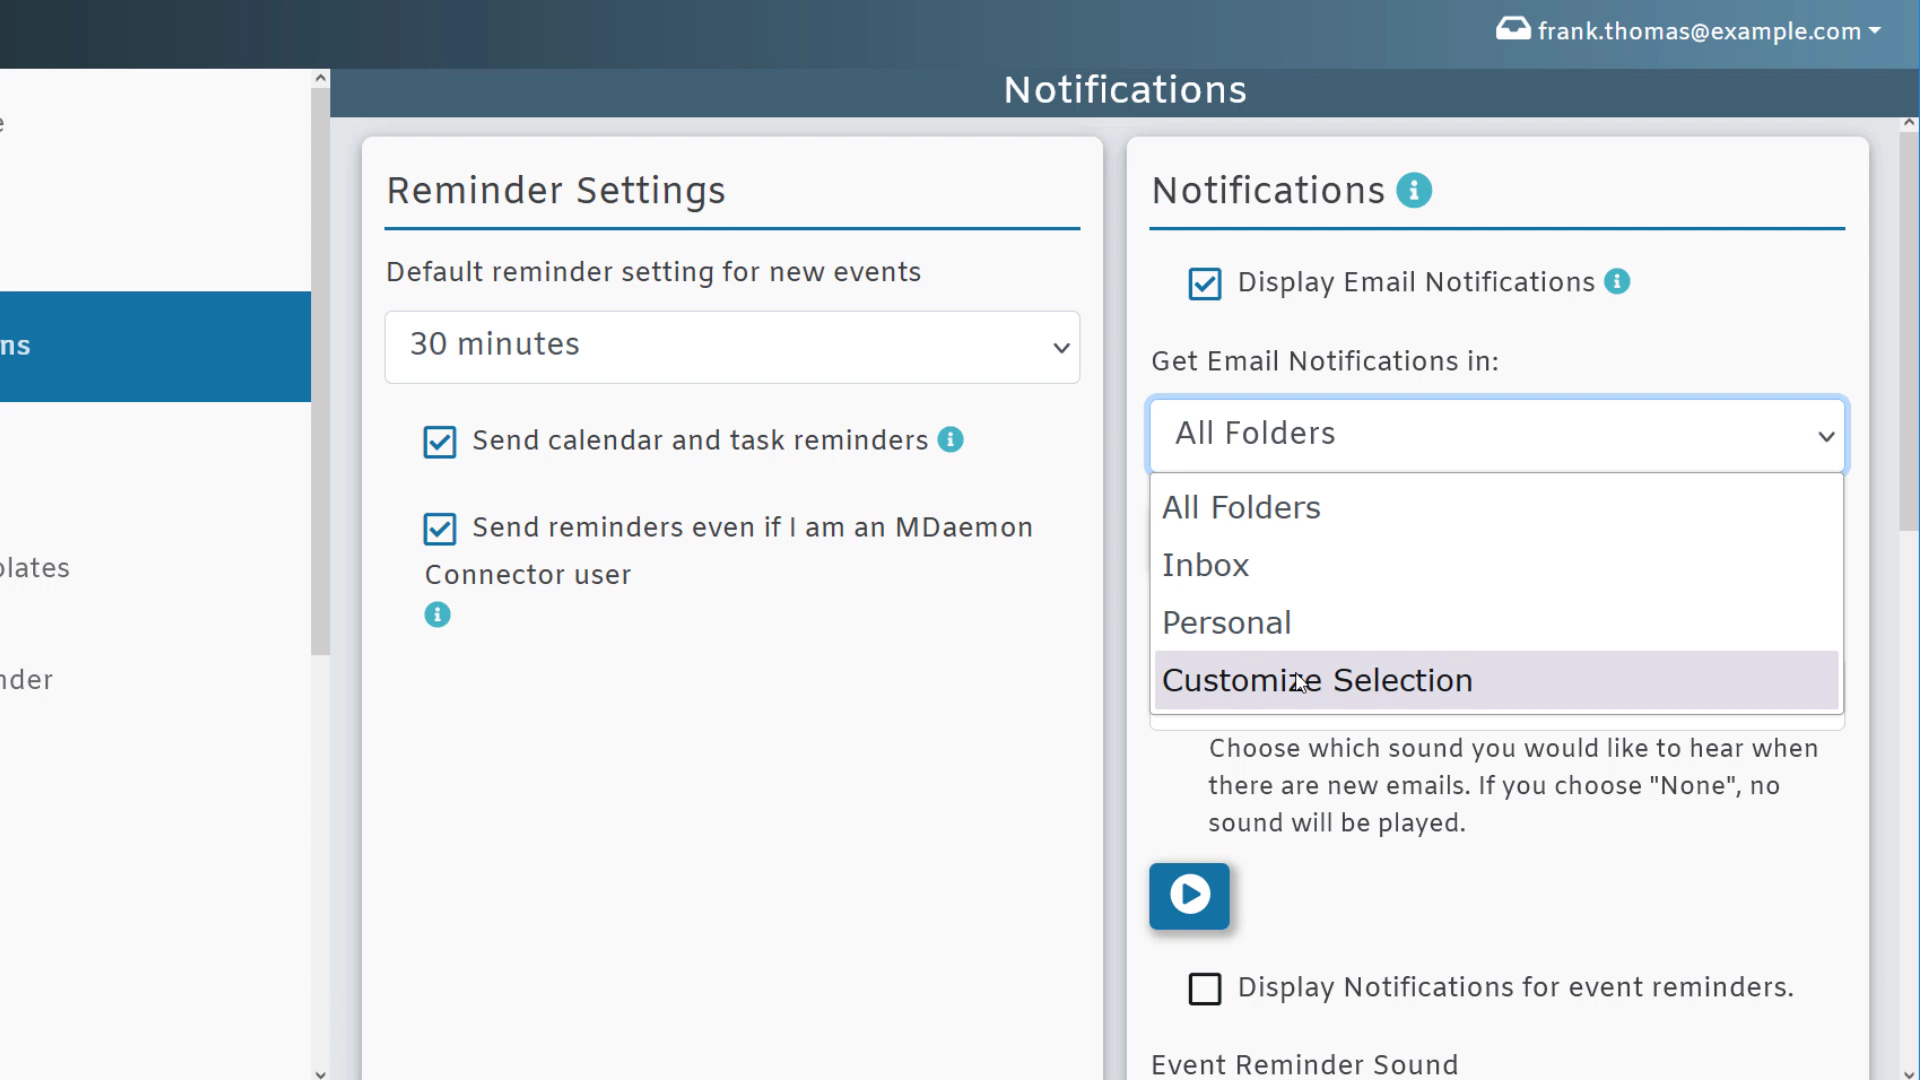 frank.thomas@example.com
Notifications
e
ns
plates
nder
Reminder Settings
Default reminder setting for new events
30 minutes
Send calendar and task reminders
Send reminders even if I am an MDaemon
Connector user
Notifications
Display Email Notifications
Get Email Notifications in:
All Folders
All Folders
Inbox
Personal
Customize Selection
Choose which sound you would like to hear when
there are new emails. If you choose "None", no
sound will be played.
Display Notifications for event reminders.
Event Reminder Sound